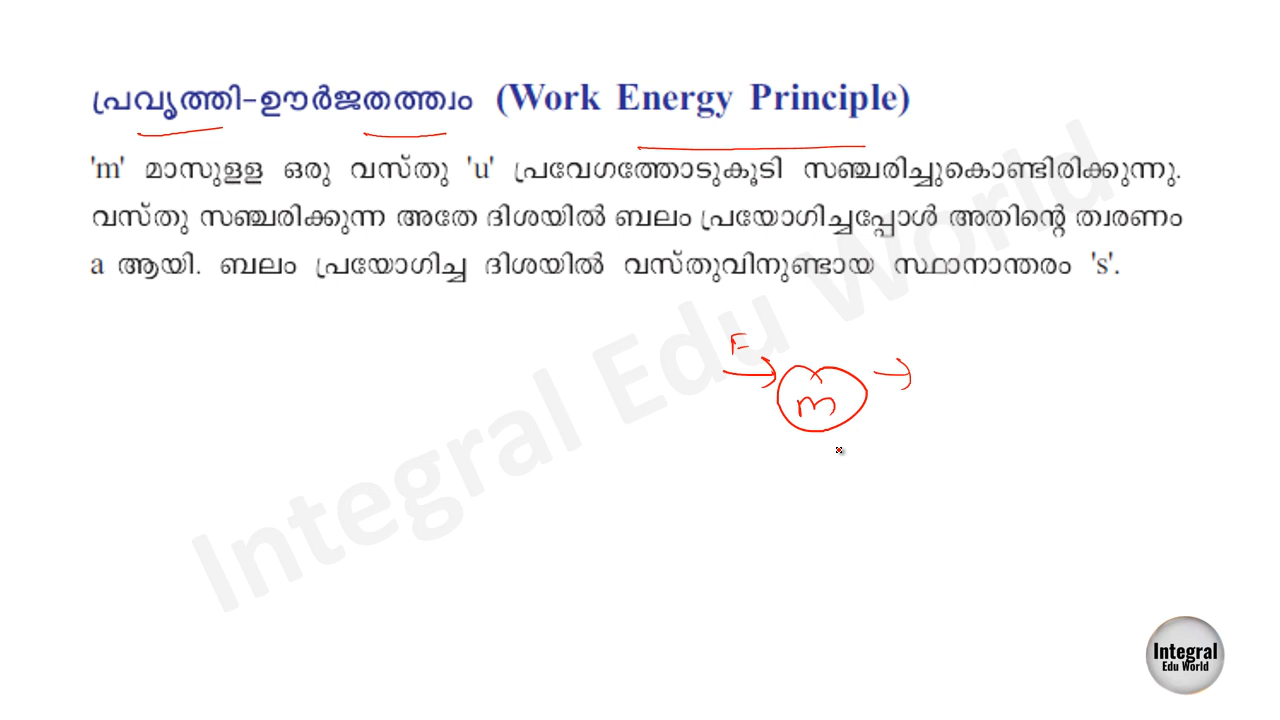 പ്രവൃത്തി-ഊർജതത്ത്വം (Work Energy Principle)
'm' മാസുളള ഒരു വസ്തു 'u' പ്രവേഗത്തോടുകൂടി സഞ്ചരിച്ചുകൊണ്ടിരിക്കുന്നു.
വസ്തു സഞ്ചരിക്കുന്ന അതേ ദിശയിൽ ബലം പ്രയോഗിച്ചപ്പോൾ അതിന്റെ ത്വരണം
a ആയി. ബലം പ്രയോഗിച്ച ദിശയിൽ വസ്തുവിനുണ്ടായ സ്ഥാനാന്തരം 's'.
F
m
Integral Edu World
Integral
Edu World